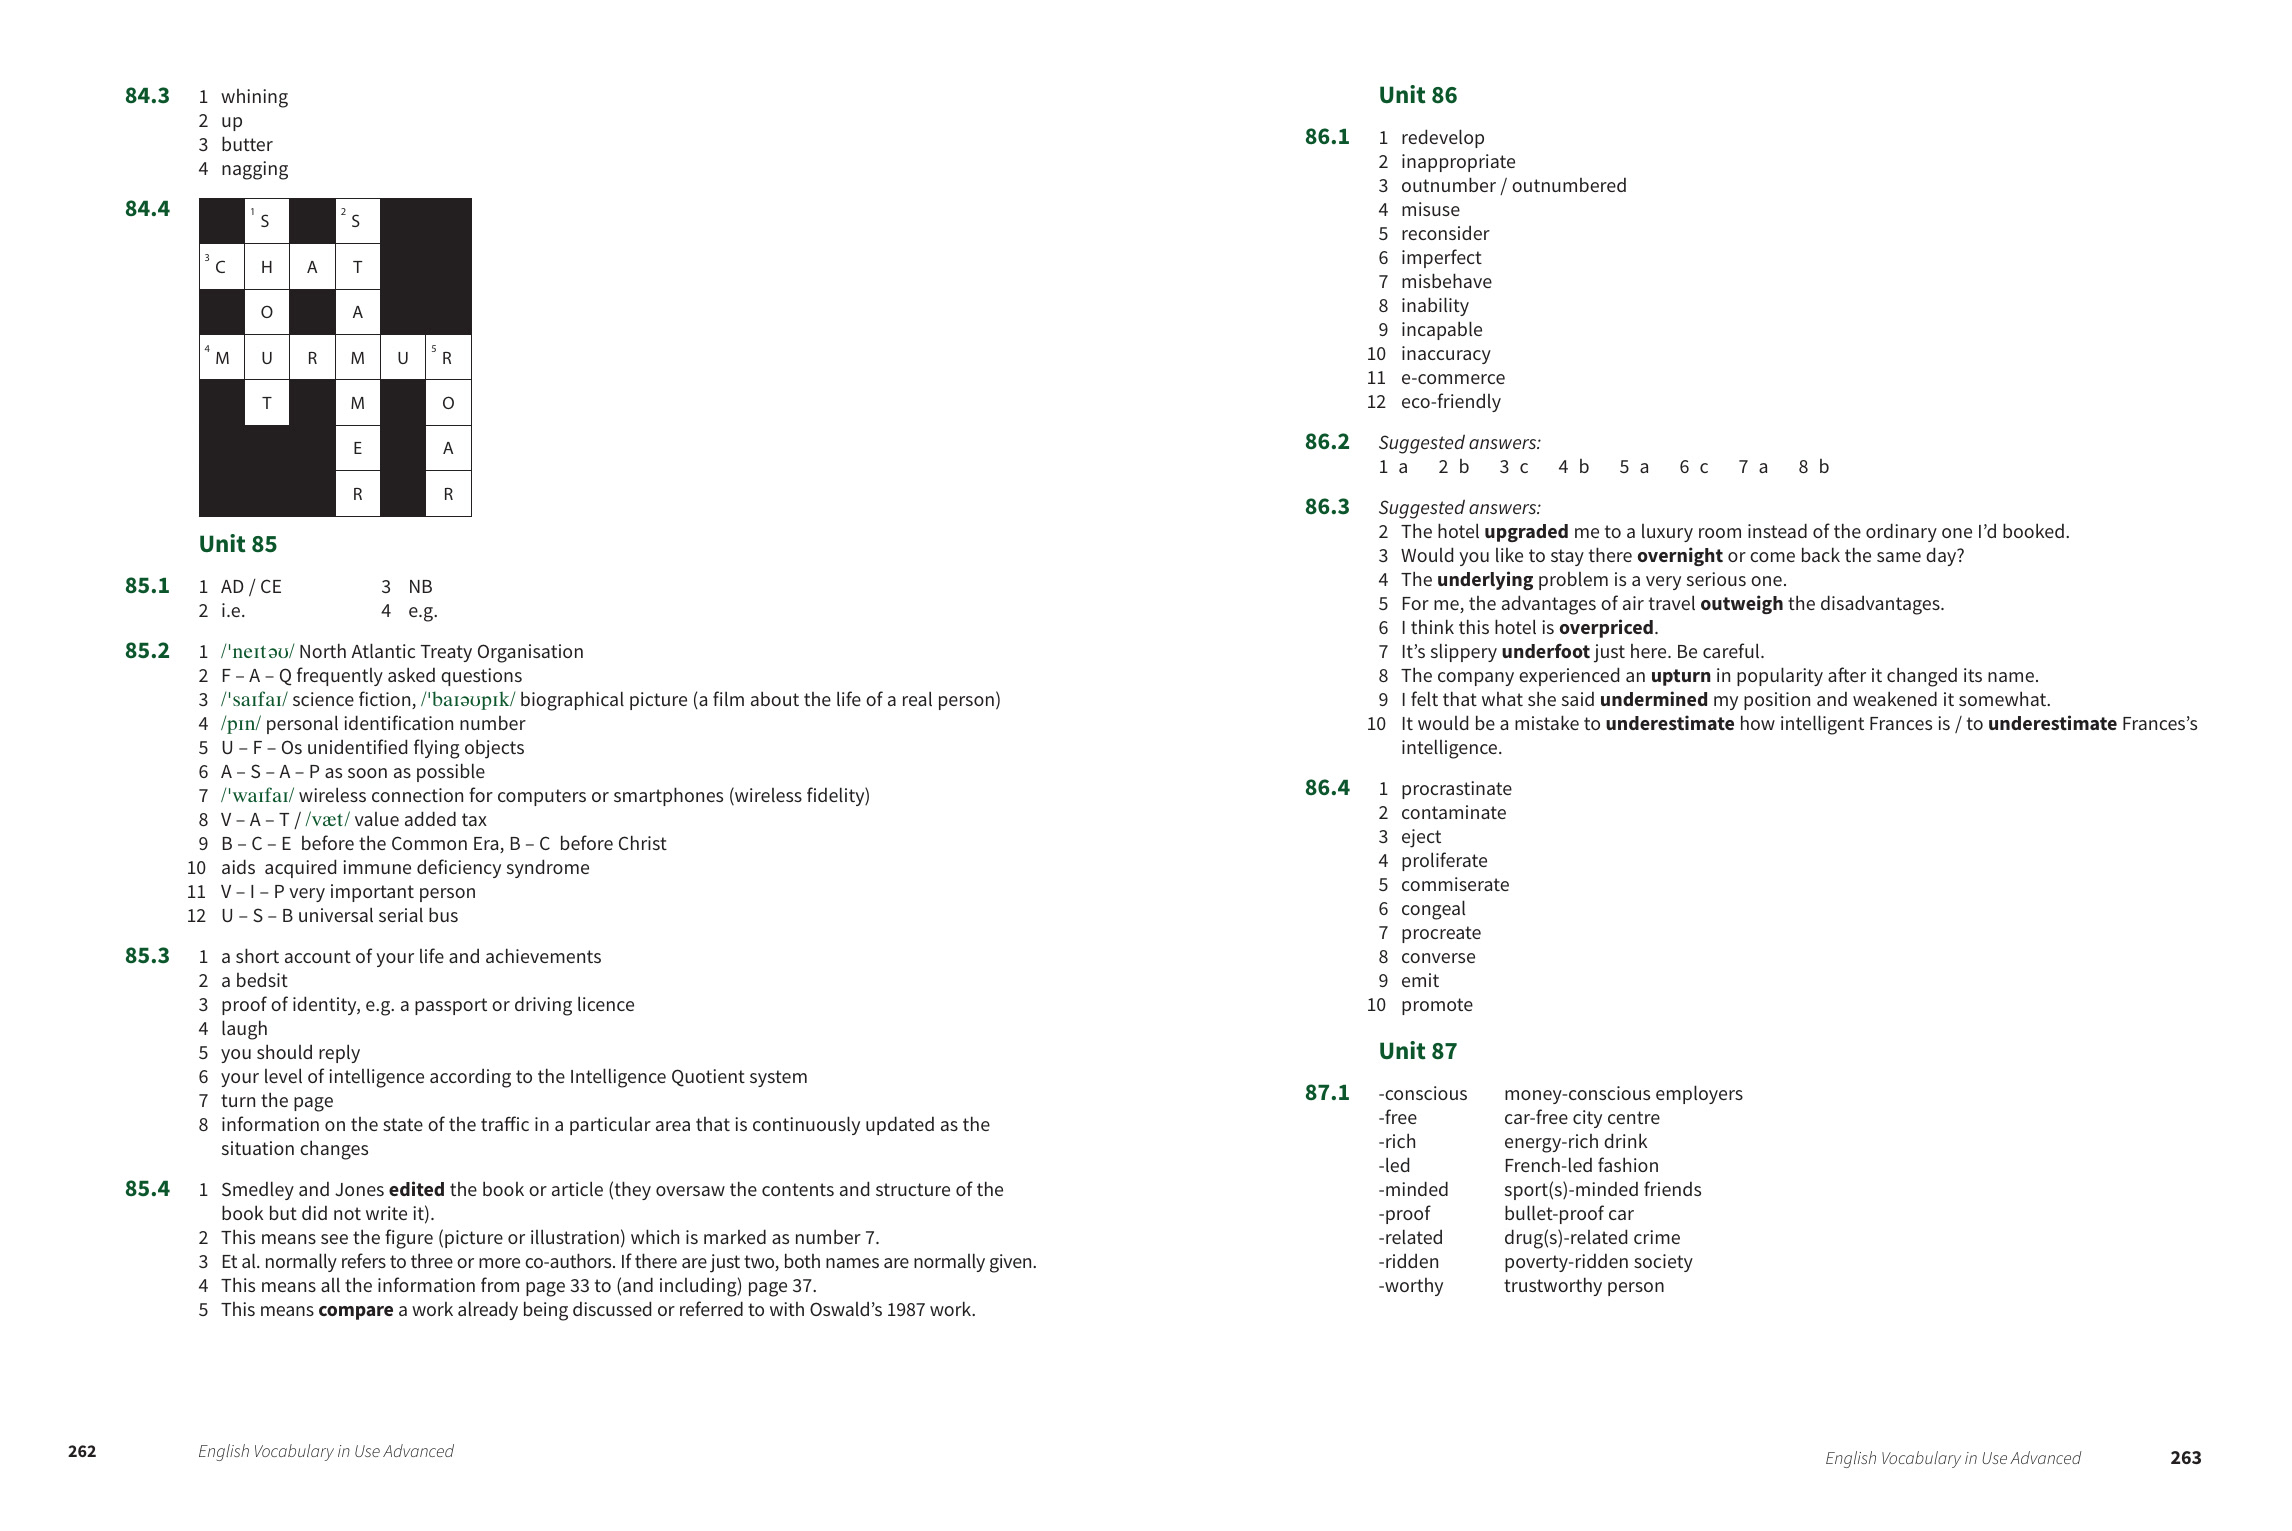 84.3 1 whining
2 up
3 butter
4 nagging
84.4
1 S 2 S
3 C H A T
O A
4 M U R M U 5 R
T M O
E A
R R
Unit 85
85.1 1 AD / CE 3 NB
2 i.e. 4 e.g.
85.2 1 /ˈneɪtəʊ/ North Atlantic Treaty Organisation
2 F – A – Q frequently asked questions
3 /ˈsaɪfaɪ/ science fiction, /ˈbaɪəʊpɪk/ biographical picture (a film about the life of a real person)
4 /pɪn/ personal identification number
5 U – F – Os unidentified flying objects
6 A – S – A – P as soon as possible
7 /ˈwaɪfaɪ/ wireless connection for computers or smartphones (wireless fidelity)
8 V – A – T / /væt/ value added tax
9 B – C – E before the Common Era, B – C before Christ
10 aids acquired immune deficiency syndrome
11 V – I – P very important person
12 U – S – B universal serial bus
85.3 1 a short account of your life and achievements
2 a bedsit
3 proof of identity, e.g. a passport or driving licence
4 laugh
5 you should reply
6 your level of intelligence according to the Intelligence Quotient system
7 turn the page
8 information on the state of the traffic in a particular area that is continuously updated as the
situation changes
85.4 1 Smedley and Jones edited the book or article (they oversaw the contents and structure of the
book but did not write it).
2 This means see the figure (picture or illustration) which is marked as number 7.
3 Et al. normally refers to three or more co-authors. If there are just two, both names are normally given.
4 This means all the information from page 33 to (and including) page 37.
5 This means compare a work already being discussed or referred to with Oswald’s 1987 work.
262 English Vocabulary in Use Advanced
Unit 86
86.1 1 redevelop
2 inappropriate
3 outnumber / outnumbered
4 misuse
5 reconsider
6 imperfect
7 misbehave
8 inability
9 incapable
10 inaccuracy
11 e-commerce
12 eco-friendly
86.2 Suggested answers:
1 a 2 b 3 c 4 b 5 a 6 c 7 a 8 b
86.3 Suggested answers:
2 The hotel upgraded me to a luxury room instead of the ordinary one I’d booked.
3 Would you like to stay there overnight or come back the same day?
4 The underlying problem is a very serious one.
5 For me, the advantages of air travel outweigh the disadvantages.
6 I think this hotel is overpriced.
7 It’s slippery underfoot just here. Be careful.
8 The company experienced an upturn in popularity after it changed its name.
9 I felt that what she said undermined my position and weakened it somewhat.
10 It would be a mistake to underestimate how intelligent Frances is / to underestimate Frances’s
intelligence.
86.4 1 procrastinate
2 contaminate
3 eject
4 proliferate
5 commiserate
6 congeal
7 procreate
8 converse
9 emit
10 promote
Unit 87
87.1 -conscious money-conscious employers
-free car-free city centre
-rich energy-rich drink
-led French-led fashion
-minded sport(s)-minded friends
-proof bullet-proof car
-related drug(s)-related crime
-ridden poverty-ridden society
-worthy trustworthy person
English Vocabulary in Use Advanced 263